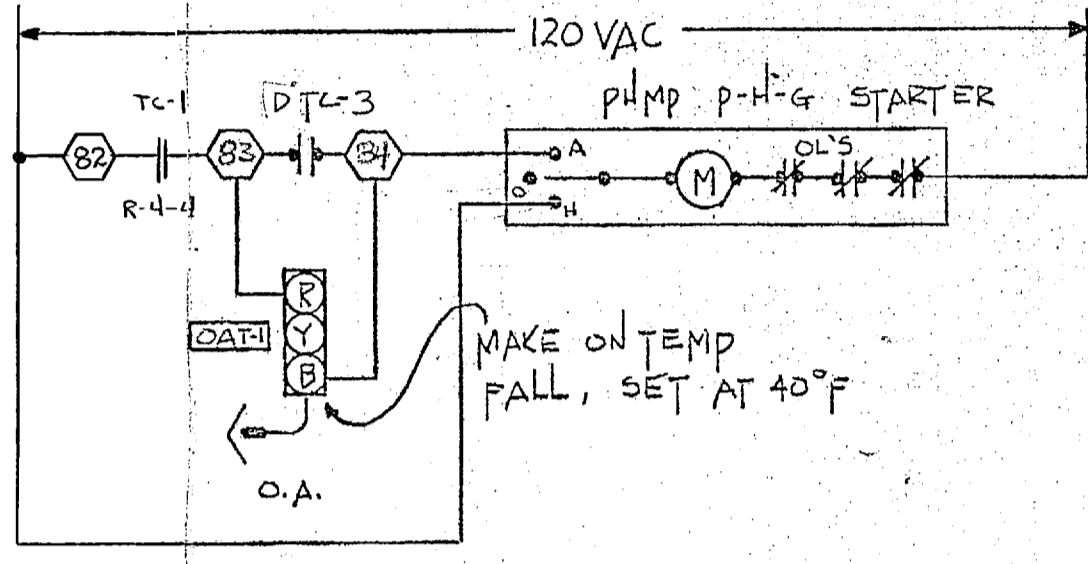 120 VAC
TC-1
DTC-3
PUMP P-H-G STARTER
82
83
84
A
O
H
M
OL'S
R-4-4
R
Y
B
OAT-1
MAKE ON TEMP
FALL, SET AT 40°F
O.A.